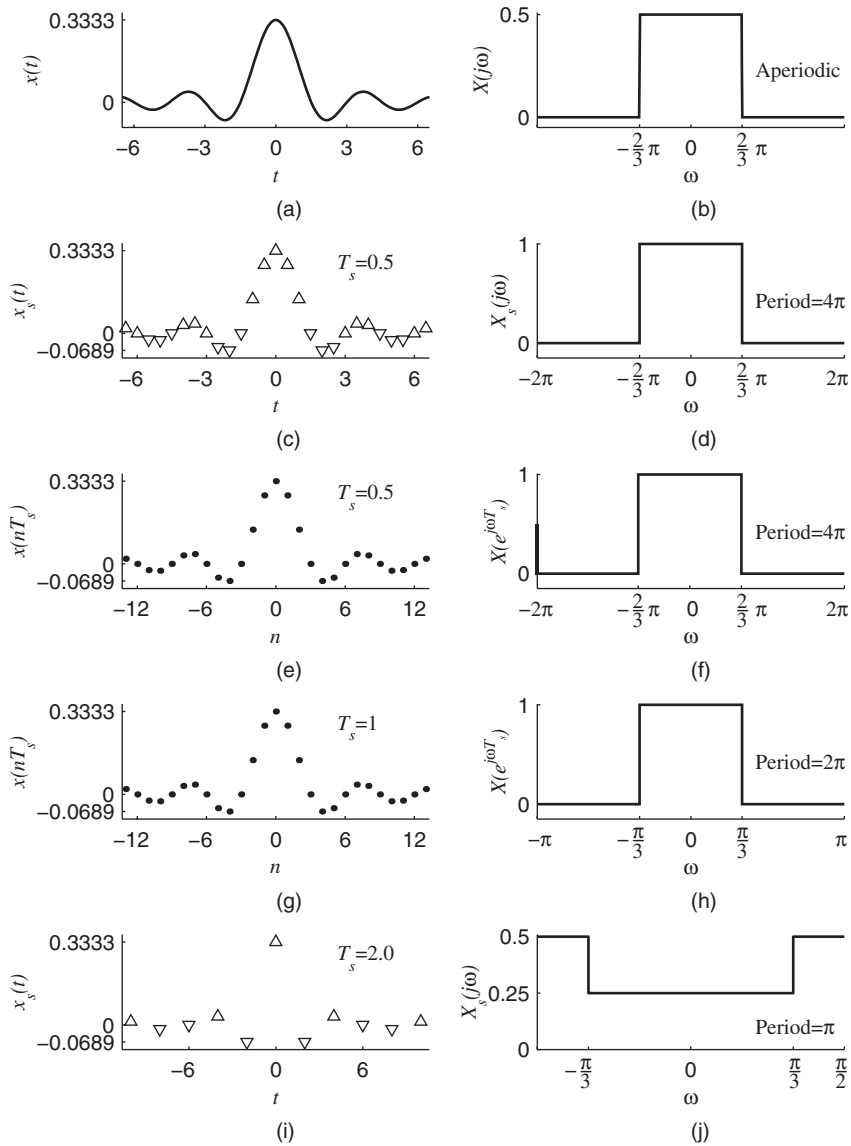 0.3333
0
x(t)
−6 −3 0 3 6
t
(a)
0.5
0
X(jω)
Aperiodic
−2/3 π 0 2/3 π
ω
(b)
0.3333
0
−0.0689
x_s(t)
T_s=0.5
−6 −3 0 3 6
t
(c)
1
0
X_s(jω)
Period=4π
−2π −2/3 π 0 2/3 π 2π
ω
(d)
0.3333
0
−0.0689
x(nT_s)
T_s=0.5
−12 −6 0 6 12
n
(e)
1
0
X(e^{jωT_s})
Period=4π
−2π −2/3 π 0 2/3 π 2π
ω
(f)
0.3333
0
−0.0689
x(nT_s)
T_s=1
−12 −6 0 6 12
n
(g)
1
0
X(e^{jωT_s})
Period=2π
−π −π/3 0 π/3 π
ω
(h)
0.3333
0
−0.0689
x_s(t)
T_s=2.0
−6 0 6
t
(i)
0.5
0.25
0
X_s(jω)
Period=π
−π/3 0 π/3 π/2
ω
(j)